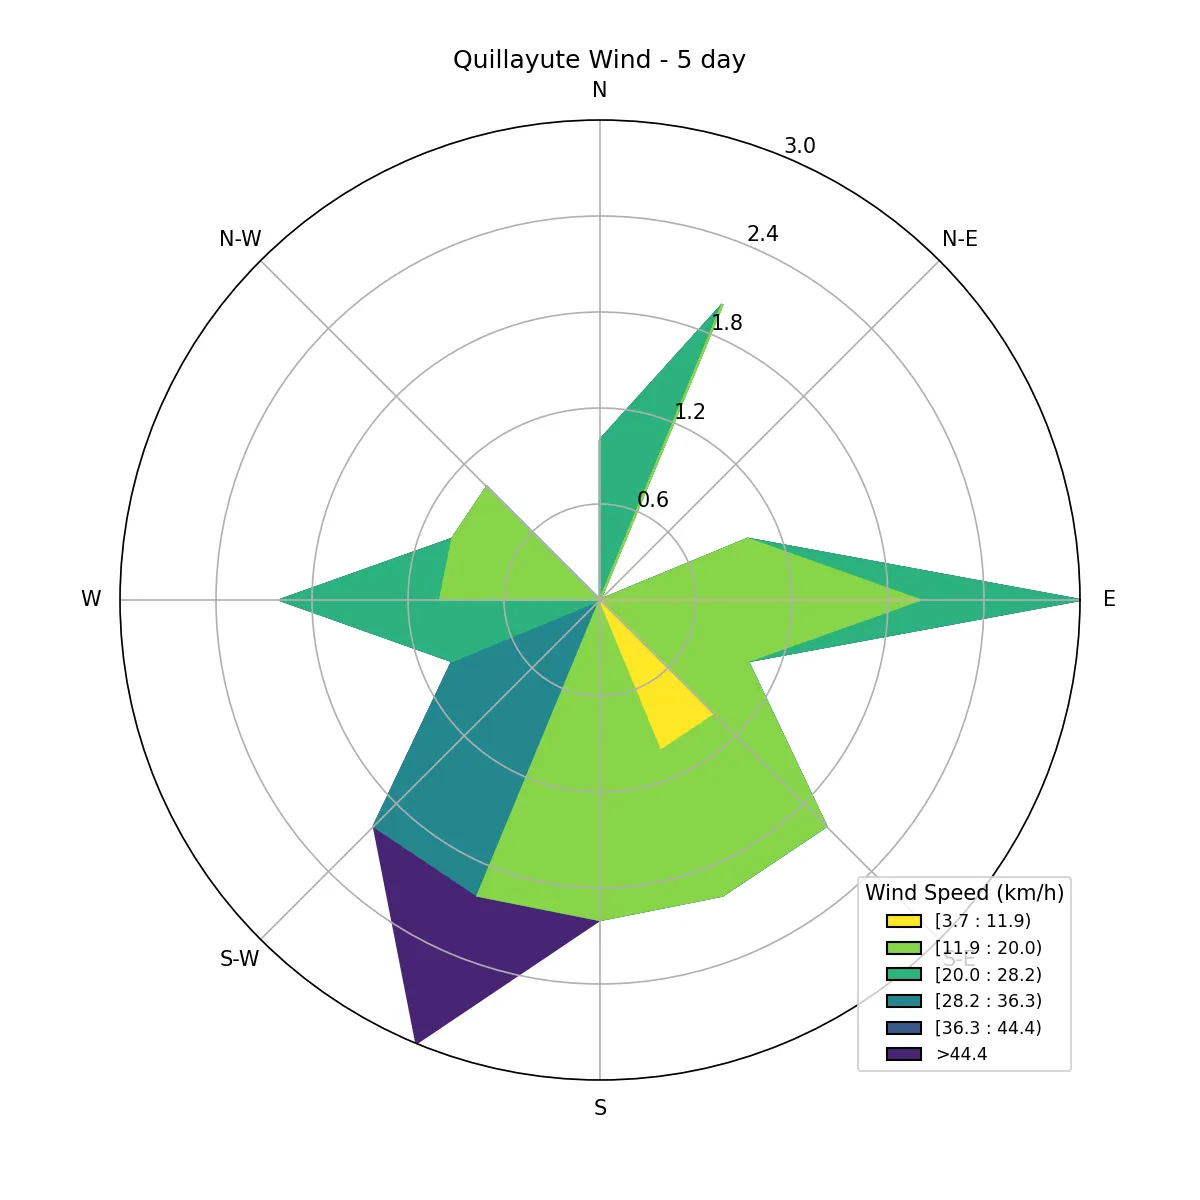 Quillayute Wind - 5 day
N
3.0
N-W
2.4
N-E
1.8
1.2
0.6
W
E
Wind Speed (km/h)
[3.7 : 11.9)
[11.9 : 20.0)
S-W
S-E
[20.0 : 28.2)
[28.2 : 36.3)
[36.3 : 44.4)
>44.4
S